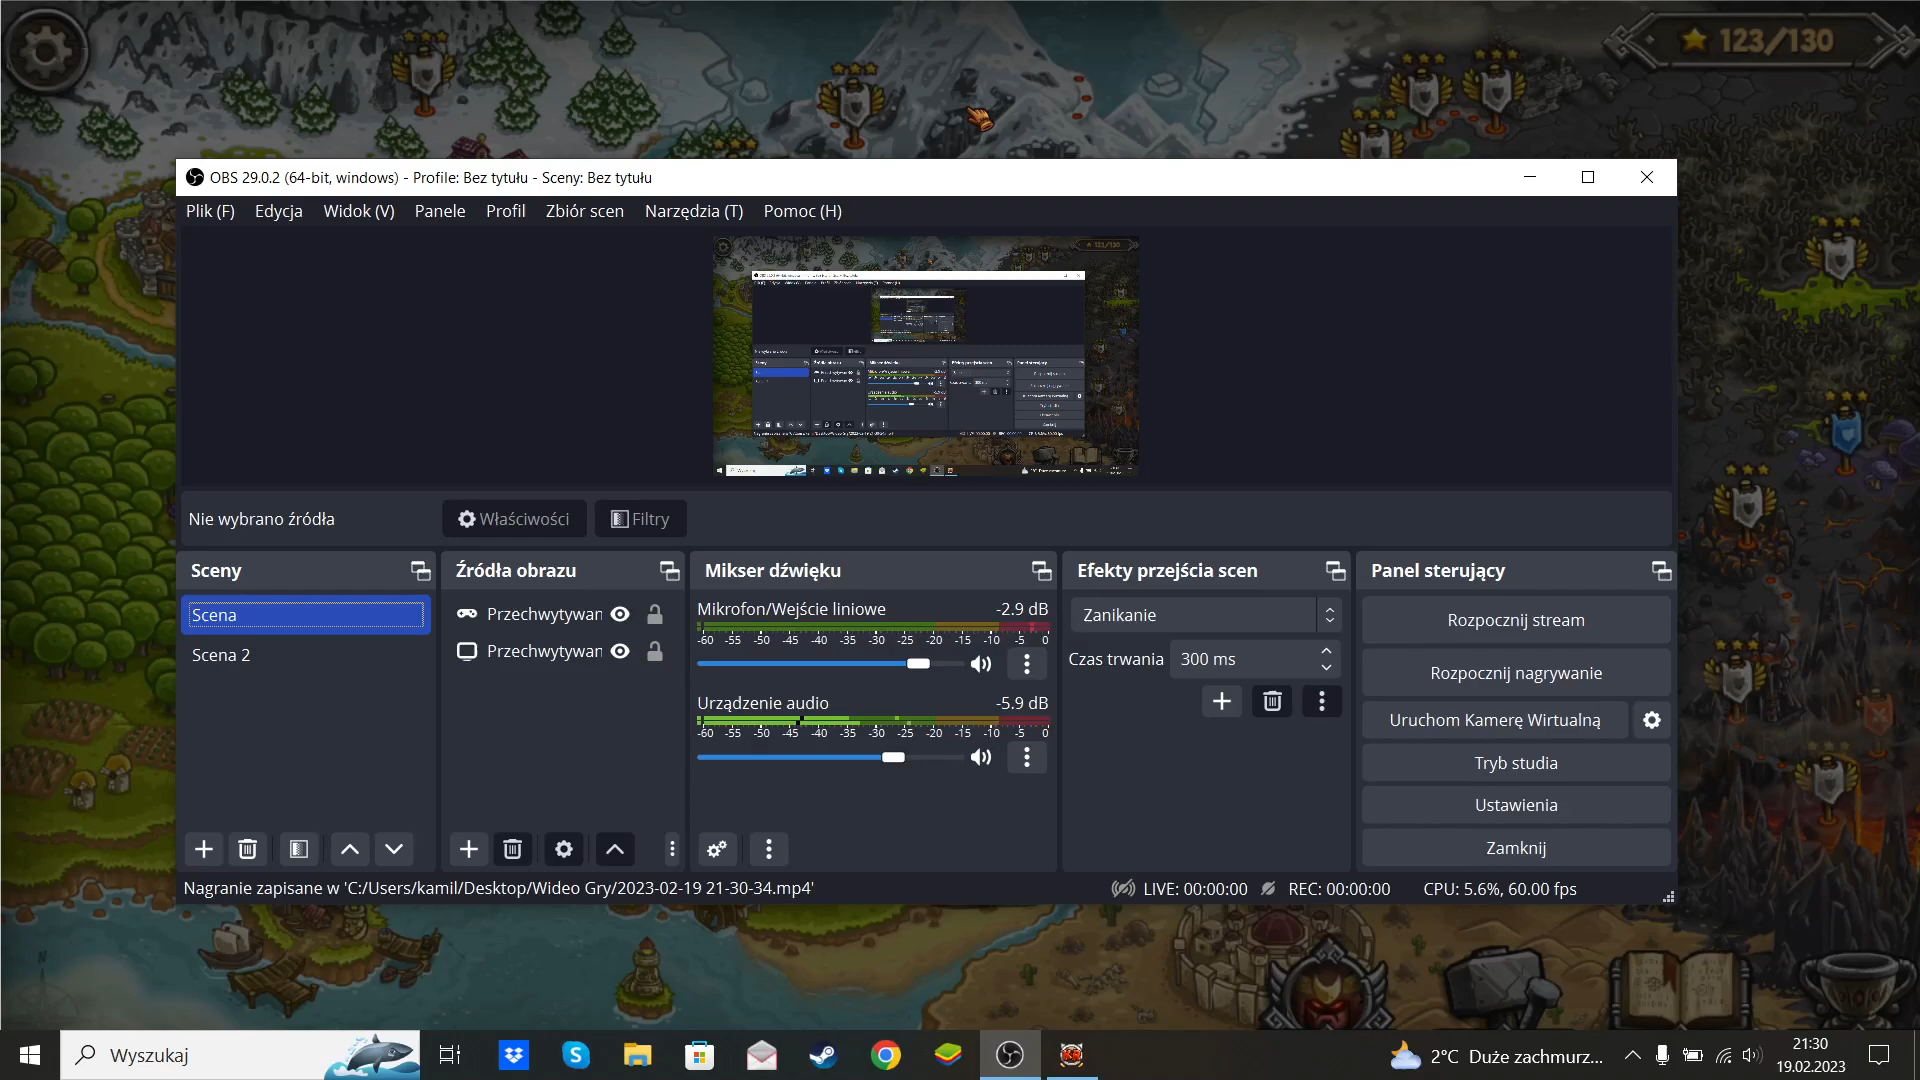 123/130
OBS 29.0.2 (64-bit, windows) - Profile: Bez tytułu - Sceny: Bez tytułu
Plik (F) Edycja Widok (V) Panele Profil Zbiór scen Narzędzia (T) Pomoc (H)
Nie wybrano źródła Właściwości Filtry
Sceny Źródła obrazu Mikser dźwięku Efekty przejścia scen Panel sterujący
Scena
Scena 2
Przechwytywan
Przechwytywan
Mikrofon/Wejście liniowe -2.9 dB
-60 -55 -50 -45 -40 -35 -30 -25 -20 -15 -10 -5 0
Urządzenie audio -5.9 dB
-60 -55 -50 -45 -40 -35 -30 -25 -20 -15 -10 -5 0
Zanikanie
Czas trwania 300 ms
Rozpocznij stream
Rozpocznij nagrywanie
Uruchom Kamerę Wirtualną
Tryb studia
Ustawienia
Zamknij
Nagranie zapisane w 'C:/Users/kamil/Desktop/Wideo Gry/2023-02-19 21-30-34.mp4' LIVE: 00:00:00 REC: 00:00:00 CPU: 5.6%, 60.00 fps
Wyszukaj 2°C Duże zachmurz... 21:30
19.02.2023